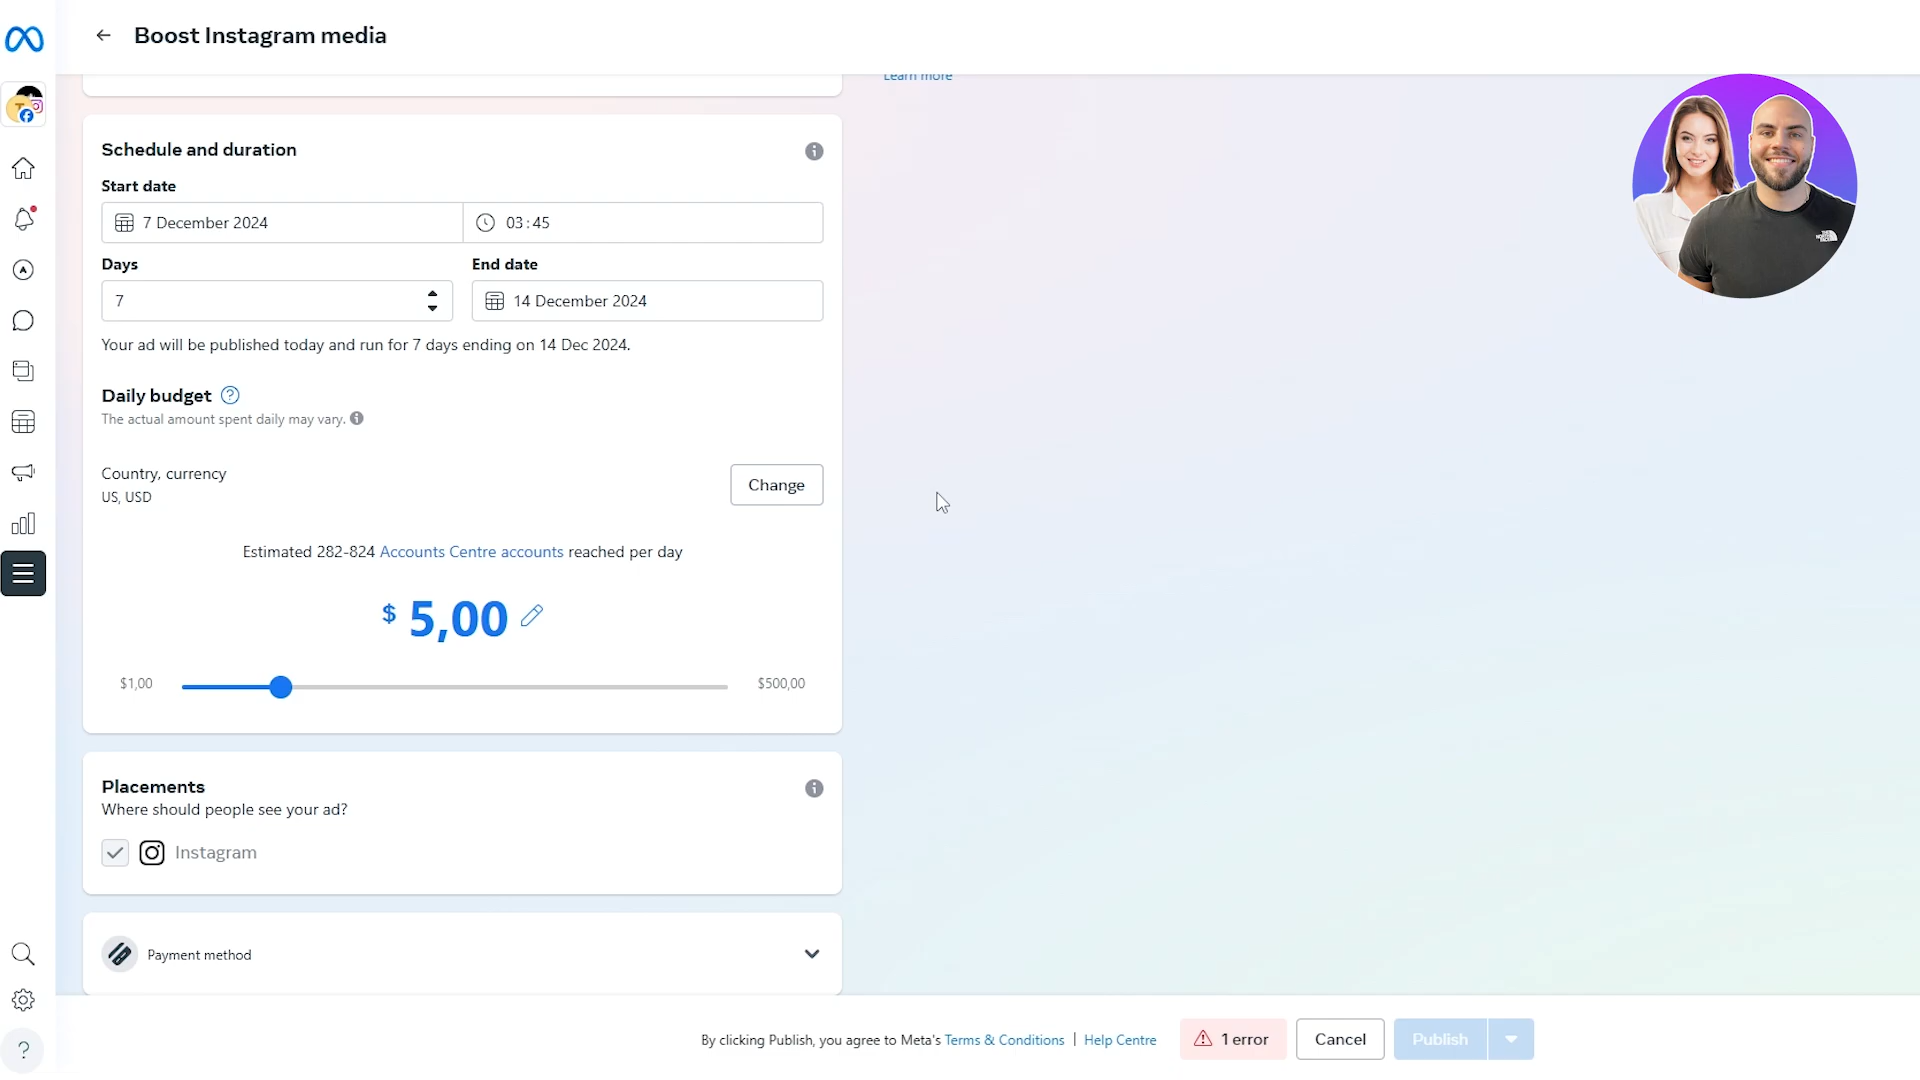 Boost Instagram media
Learn more
Schedule and duration
Start date
7 December 2024
03:45
Days
End date
7
14 December 2024
Your ad will be published today and run for 7 days ending on 14 Dec 2024.
Daily budget
The actual amount spent daily may vary.
Country, currency
US, USD
Change
Estimated 282-824 Accounts Centre accounts reached per day
$ 5,00
$1,00
$500,00
Placements
Where should people see your ad?
Instagram
Payment method
By clicking Publish, you agree to Meta's Terms & Conditions | Help Centre
1 error
Cancel
Publish